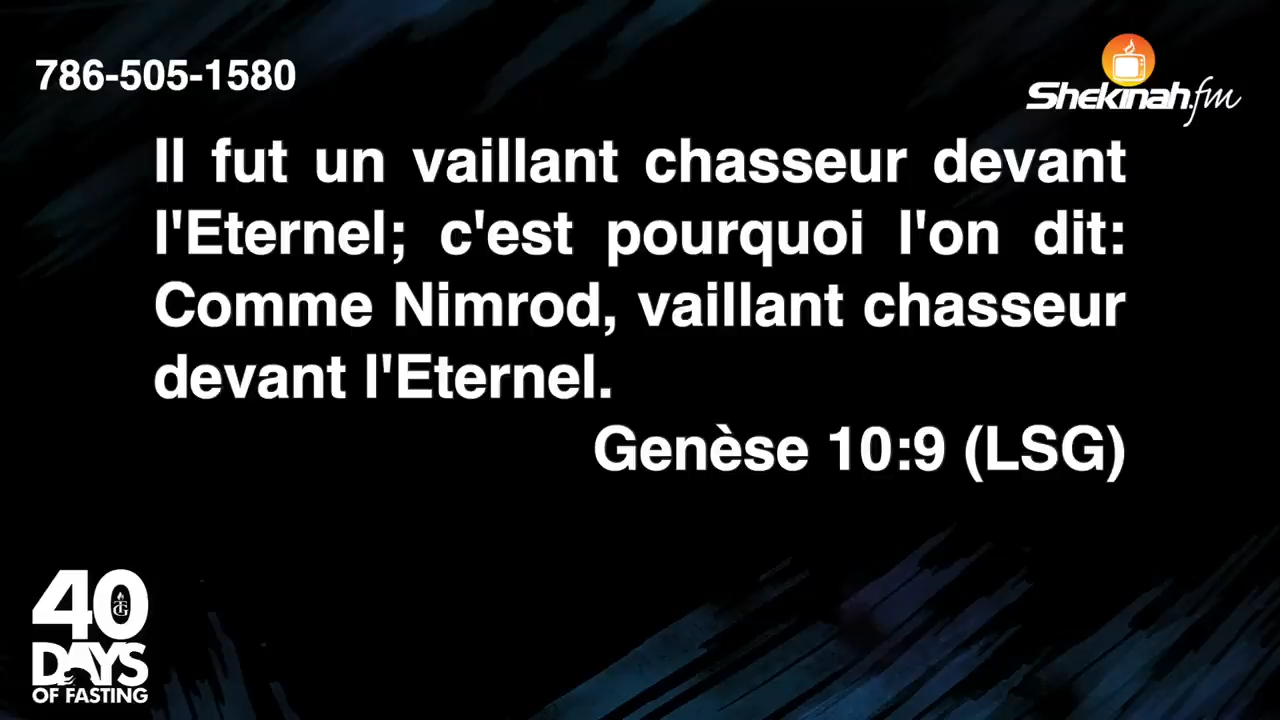 786-505-1580
Shekinah.fm
Il fut un vaillant chasseur devant
l'Eternel; c'est pourquoi l'on dit:
Comme Nimrod, vaillant chasseur
devant l'Eternel.
Genèse 10:9 (LSG)
40
DAYS
OF FASTING